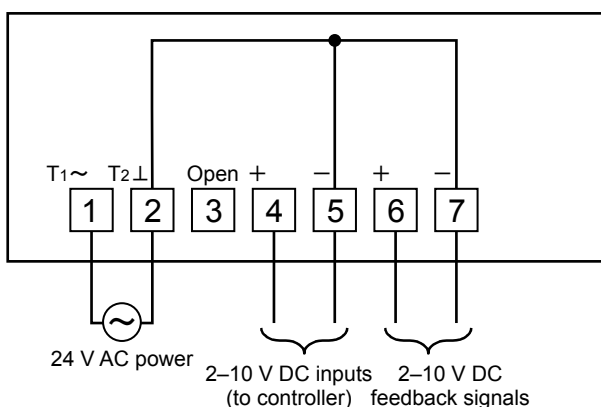 T1~ T2⊥ Open + − + −
1 2 3 4 5 6 7
24 V AC power
2–10 V DC inputs
(to controller)
2–10 V DC
feedback signals